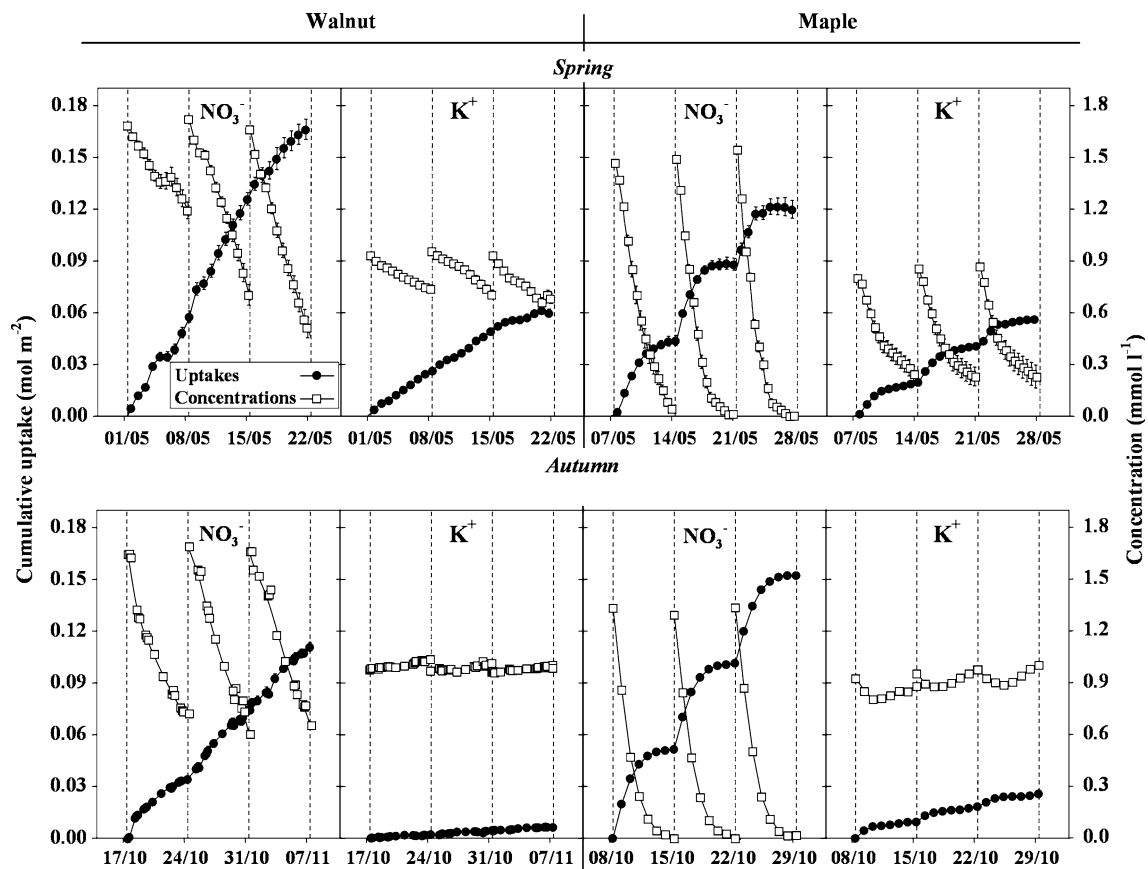 Walnut Maple
Spring
NO3- K+ NO3- K+
0.18 1.8
0.15 1.5
0.12 1.2
0.09 0.9
0.06 0.6
0.03 0.3
0.00 0.0
Uptakes
Concentrations
01/05 08/05 15/05 22/05 01/05 08/05 15/05 1/22/05 07/05 14/05 21/05 28/05 07/05 14/05 21/05 28/05
Cumulative uptake (mol m-2)
Concentration (mmol l-1)
Autumn
NO3- K+ NO3- K+
0.18 1.8
0.15 1.5
0.12 1.2
0.09 0.9
0.06 0.6
0.03 0.3
0.00 0.0
17/10 24/10 31/10 07/11 17/10 24/10 31/10 07/11 08/10 15/10 22/10 29/10 08/10 15/10 22/10 29/10